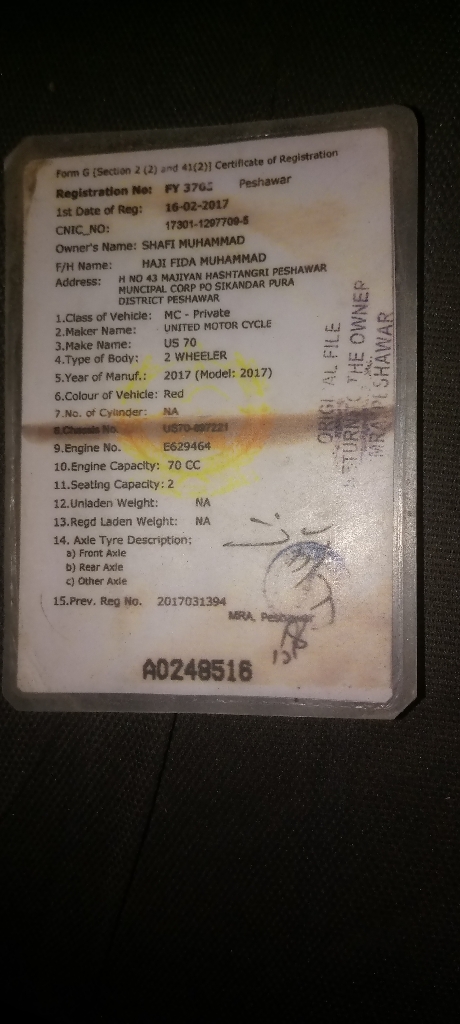 Form G [Section 2 (2) and 41(2)] Certificate of Registration
Registration No: FY Peshawar
1st Date of Reg: 16-02-2017
CNIC_NO: 17301-1297709-5
Owner's Name: SHAFI MUHAMMAD
F/H Name: HAJI FIDA MUHAMMAD
Address: H NO 43 MAJIYAN HASHTANGRI PESHAWAR
MUNCIPAL CORP PO SIKANDAR PURA
DISTRICT PESHAWAR
1.Class of Vehicle: MC - Private
2.Maker Name: UNITED MOTOR CYCLE
3.Make Name: US 70
4.Type of Body: 2 WHEELER
5.Year of Manuf.: 2017 (Model: 2017)
6.Colour of Vehicle: Red
7.No. of Cylinder: NA
8.Chassis No.
9.Engine No. E629464
10.Engine Capacity: 70 CC
11.Seating Capacity: 2
12.Unladen Weight: NA
13.Regd Laden Weight: NA
14. Axle Tyre Description:
a) Front Axle
b) Rear Axle
c) Other Axle
15.Prev. Reg No. 2017031394
MRA, Peshawar
A0248516
FILE
THE OWNER
MRA PESHAWAR